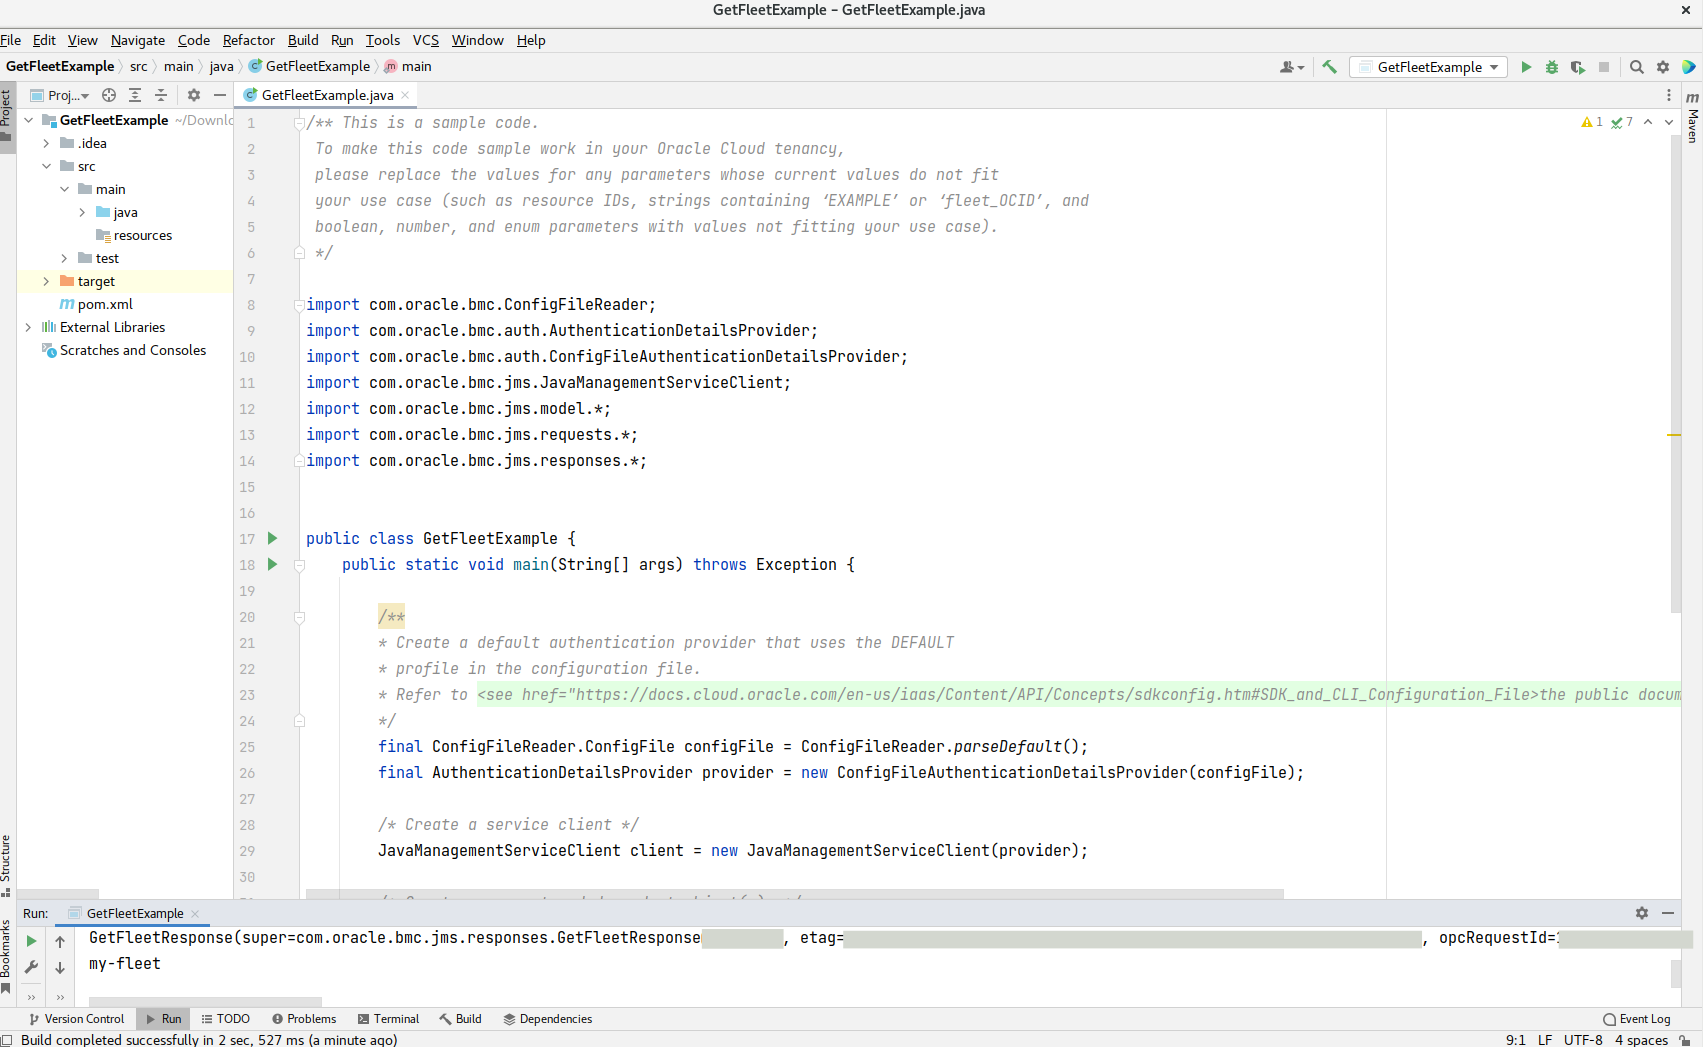 GetFleetExample – GetFleetExample.java
File Edit View Navigate Code Refactor Build Run Tools VCS Window Help
GetFleetExample src main java GetFleetExample main
GetFleetExample
Project
Proj...
GetFleetExample.java
Maven
GetFleetExample ~/Downlo
.idea
src
main
java
resources
test
target
pom.xml
External Libraries
Scratches and Consoles
1 7
1 /** This is a sample code.
2 To make this code sample work in your Oracle Cloud tenancy,
3 please replace the values for any parameters whose current values do not fit
4 your use case (such as resource IDs, strings containing ‘EXAMPLE’ or ‘fleet_OCID’, and
5 boolean, number, and enum parameters with values not fitting your use case).
6 */
7
8 import com.oracle.bmc.ConfigFileReader;
9 import com.oracle.bmc.auth.AuthenticationDetailsProvider;
10 import com.oracle.bmc.auth.ConfigFileAuthenticationDetailsProvider;
11 import com.oracle.bmc.jms.JavaManagementServiceClient;
12 import com.oracle.bmc.jms.model.*;
13 import com.oracle.bmc.jms.requests.*;
14 import com.oracle.bmc.jms.responses.*;
15
16
17 public class GetFleetExample {
18 public static void main(String[] args) throws Exception {
19
20 /**
21 * Create a default authentication provider that uses the DEFAULT
22 * profile in the configuration file.
23 * Refer to <see href="https://docs.cloud.oracle.com/en-us/iaas/Content/API/Concepts/sdkconfig.htm#SDK_and_CLI_Configuration_File>the public docum
24 */
25 final ConfigFileReader.ConfigFile configFile = ConfigFileReader.parseDefault();
26 final AuthenticationDetailsProvider provider = new ConfigFileAuthenticationDetailsProvider(configFile);
27
28 /* Create a service client */
29 JavaManagementServiceClient client = new JavaManagementServiceClient(provider);
30
Structure
Bookmarks
Run: GetFleetExample
GetFleetResponse(super=com.oracle.bmc.jms.responses.GetFleetResponse , etag= , opcRequestId=
my-fleet
Version Control Run TODO Problems Terminal Build Dependencies Event Log
Build completed successfully in 2 sec, 527 ms (a minute ago) 9:1 LF UTF-8 4 spaces